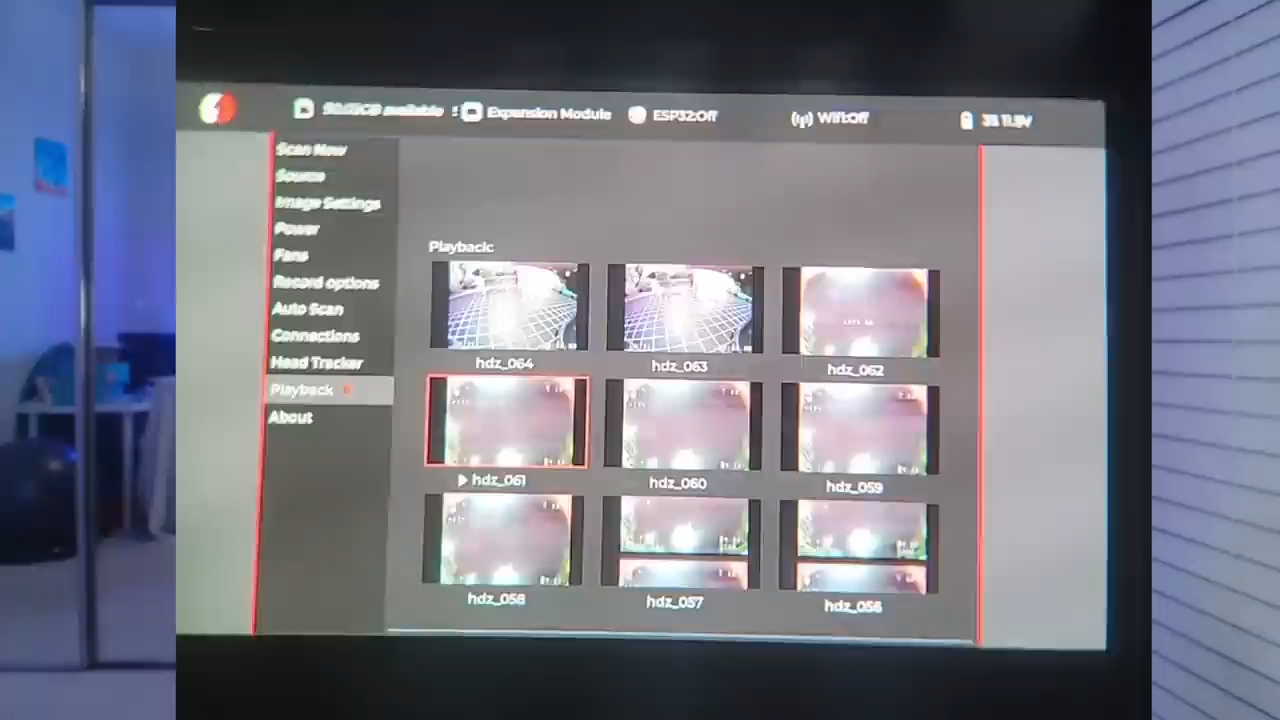 available
Expansion Module
ESP32:Off
Wifi:Off
Scan Now
Source
Image Settings
Power
Fans
Record options
Auto Scan
Connections
Head Tracker
Playback
About
Playback:
hdz_064
hdz_063
hdz_062
hdz_061
hdz_060
hdz_059
hdz_058
hdz_057
hdz_056